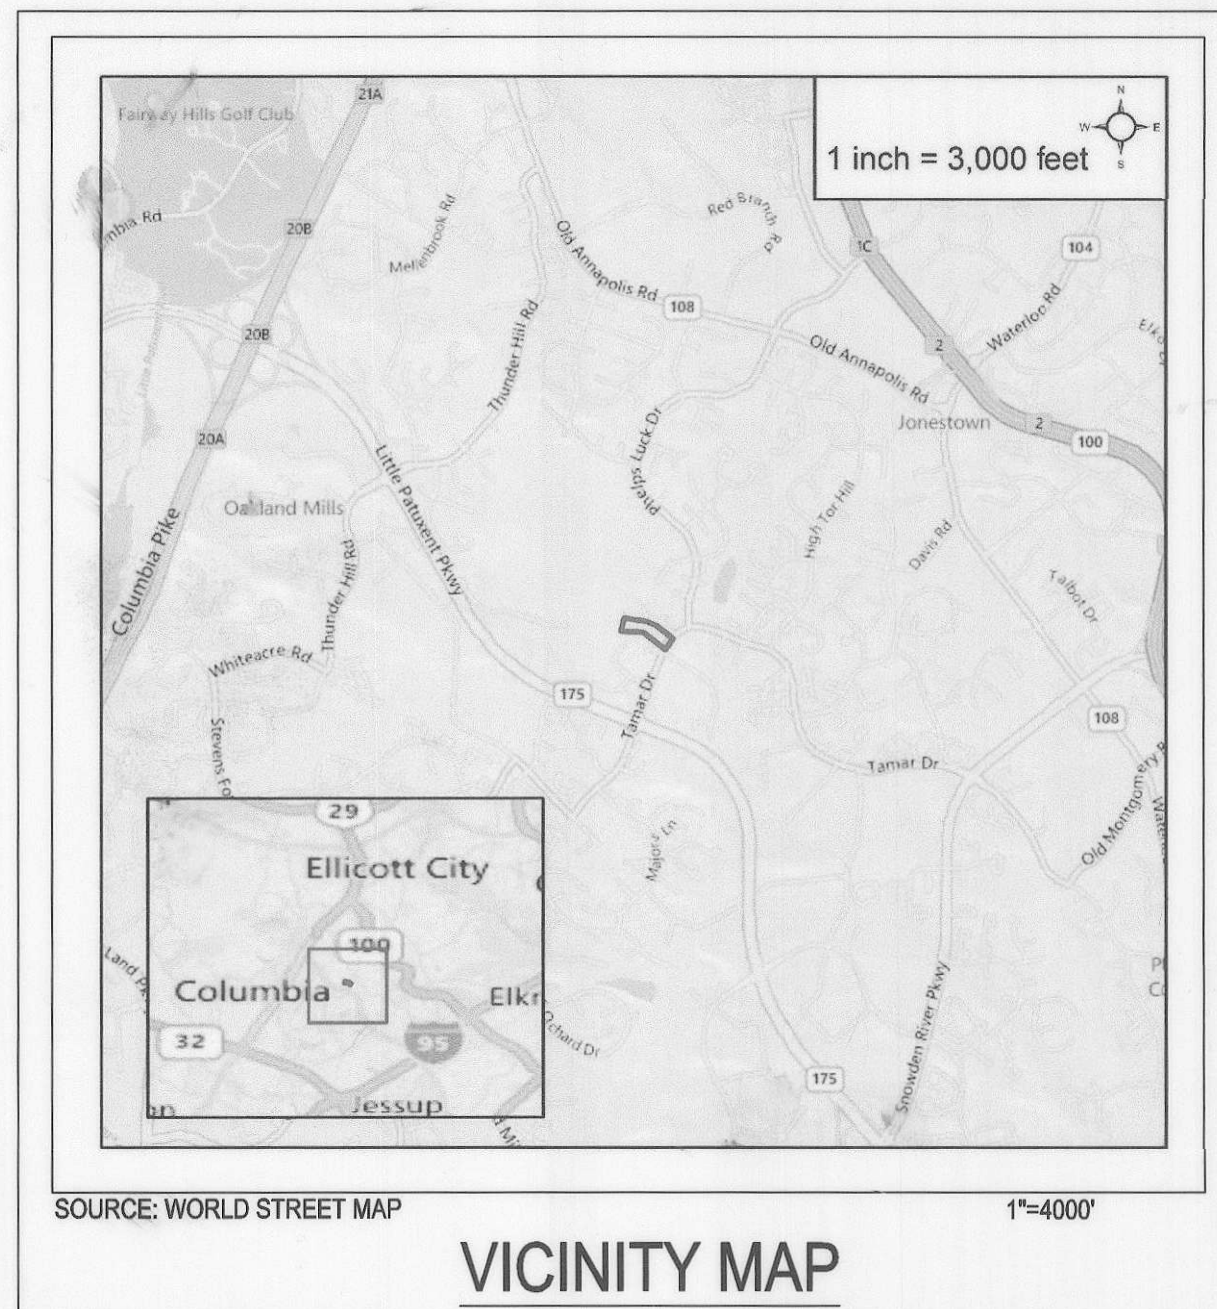 21A
Fairway Hills Golf Club
N
W E
S
1 inch = 3,000 feet
mbia Rd
20B
Mellenbrook Rd
Red Branch Rd
1C
104
Old Annapolis Rd
108
20B
Thunder Hill Rd
Waterloo Rd
2
Old Annapolis Rd
Jonestown
2
100
20A
Phelps Luck Dr
Little Patuxent Pkwy
Oakland Mills
High Tor Hill
Davis Rd
Columbia Pike
Thunder Hill Rd
Talbot Dr
Whiteacre Rd
175
Tamar Dr
108
Stevens Fo
Tamar Dr
Old Montgomery R
Majors Ln
29
Ellicott City
100
Land Pk
Columbia
Elkr
32
95
Jessup
Orchard Dr
Snowden River Pkwy
175
SOURCE: WORLD STREET MAP
1"=4000'
VICINITY MAP